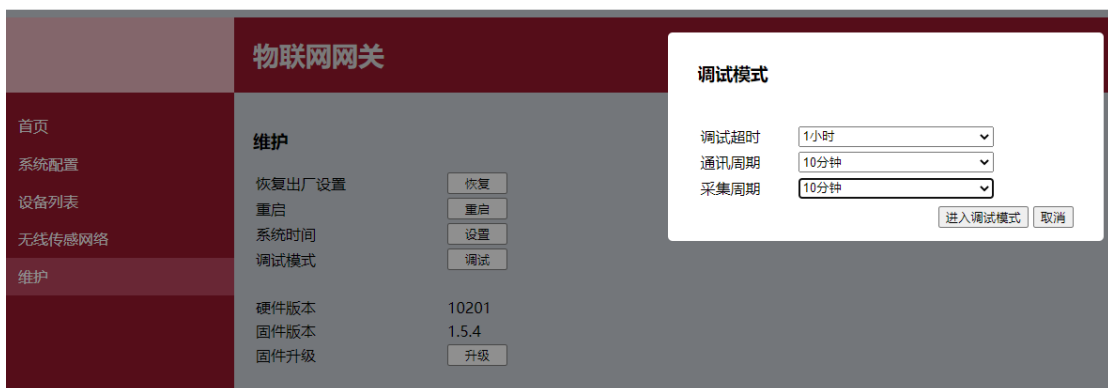 物联网网关
首页
系统配置
设备列表
无线传感网络
维护
维护
恢复出厂设置 恢复
重启 重启
系统时间 设置
调试模式 调试
硬件版本 10201
固件版本 1.5.4
固件升级 升级
调试模式
调试超时 1小时
通讯周期 10分钟
采集周期 10分钟
进入调试模式 取消